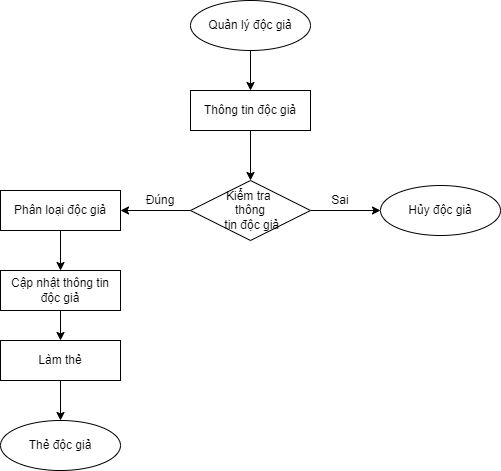 Quản lý độc giả
Thông tin độc giả
Kiểm tra
thông
tin độc giả
Đúng
Sai
Phân loại độc giả
Hủy độc giả
Cập nhật thông tin
độc giả
Làm thẻ
Thẻ độc giả